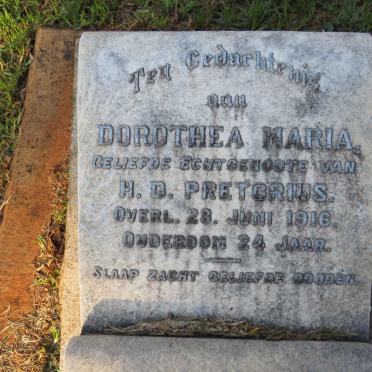 Ter Gedachtenis
aan
DOROTHEA MARIA.
GELIEFDE ECHTGENOOTE VAN
H. D. PRETORIUS.
OVERL. 28. JUNI 1916.
OUDERDOM 24 JAAR.
SLAAP ZACHT GELIEFDE DOODEN.